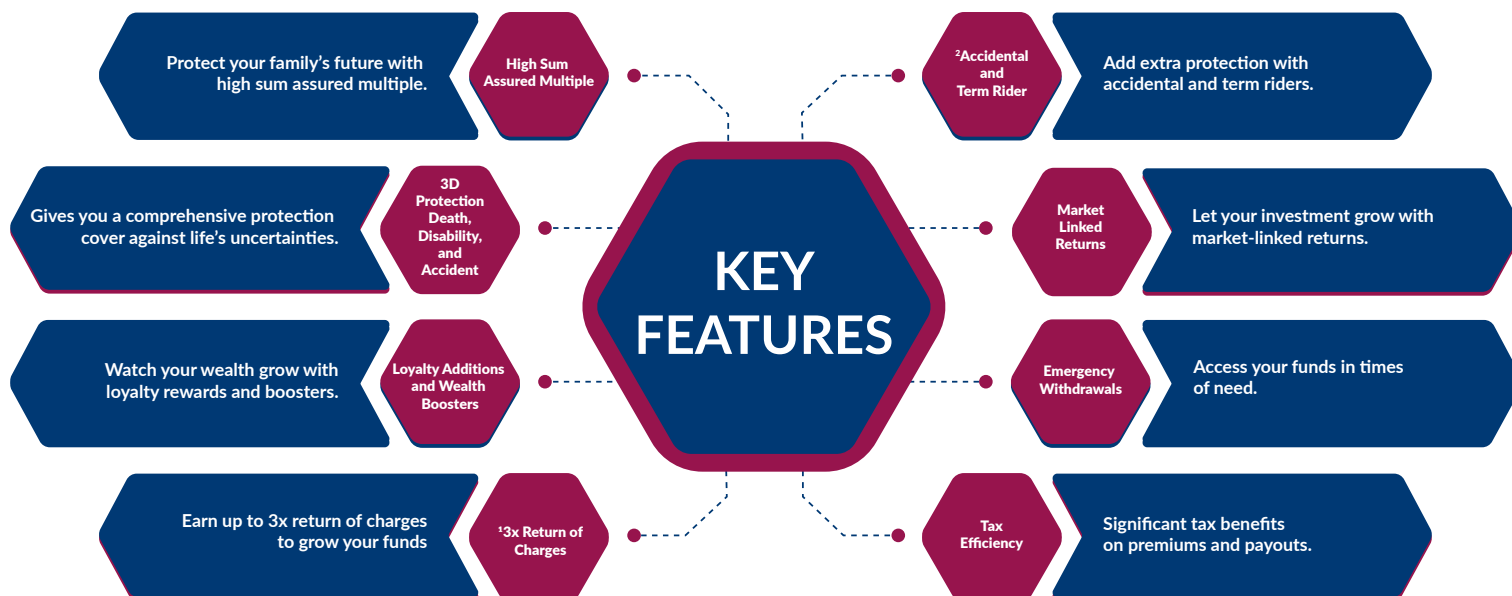 Protect your family's future with
high sum assured multiple.
High Sum
Assured Multiple
²Accidental
and
Term Rider
Add extra protection with
accidental and term riders.
Gives you a comprehensive protection
cover against life's uncertainties.
3D
Protection
Death,
Disability,
and
Accident
Market
Linked
Returns
Let your investment grow with
market-linked returns.
KEY
FEATURES
Watch your wealth grow with
loyalty rewards and boosters.
Loyalty Additions
and Wealth
Boosters
Emergency
Withdrawals
Access your funds in times
of need.
Earn up to 3x return of charges
to grow your funds
¹3x Return of
Charges
Tax
Efficiency
Significant tax benefits
on premiums and payouts.